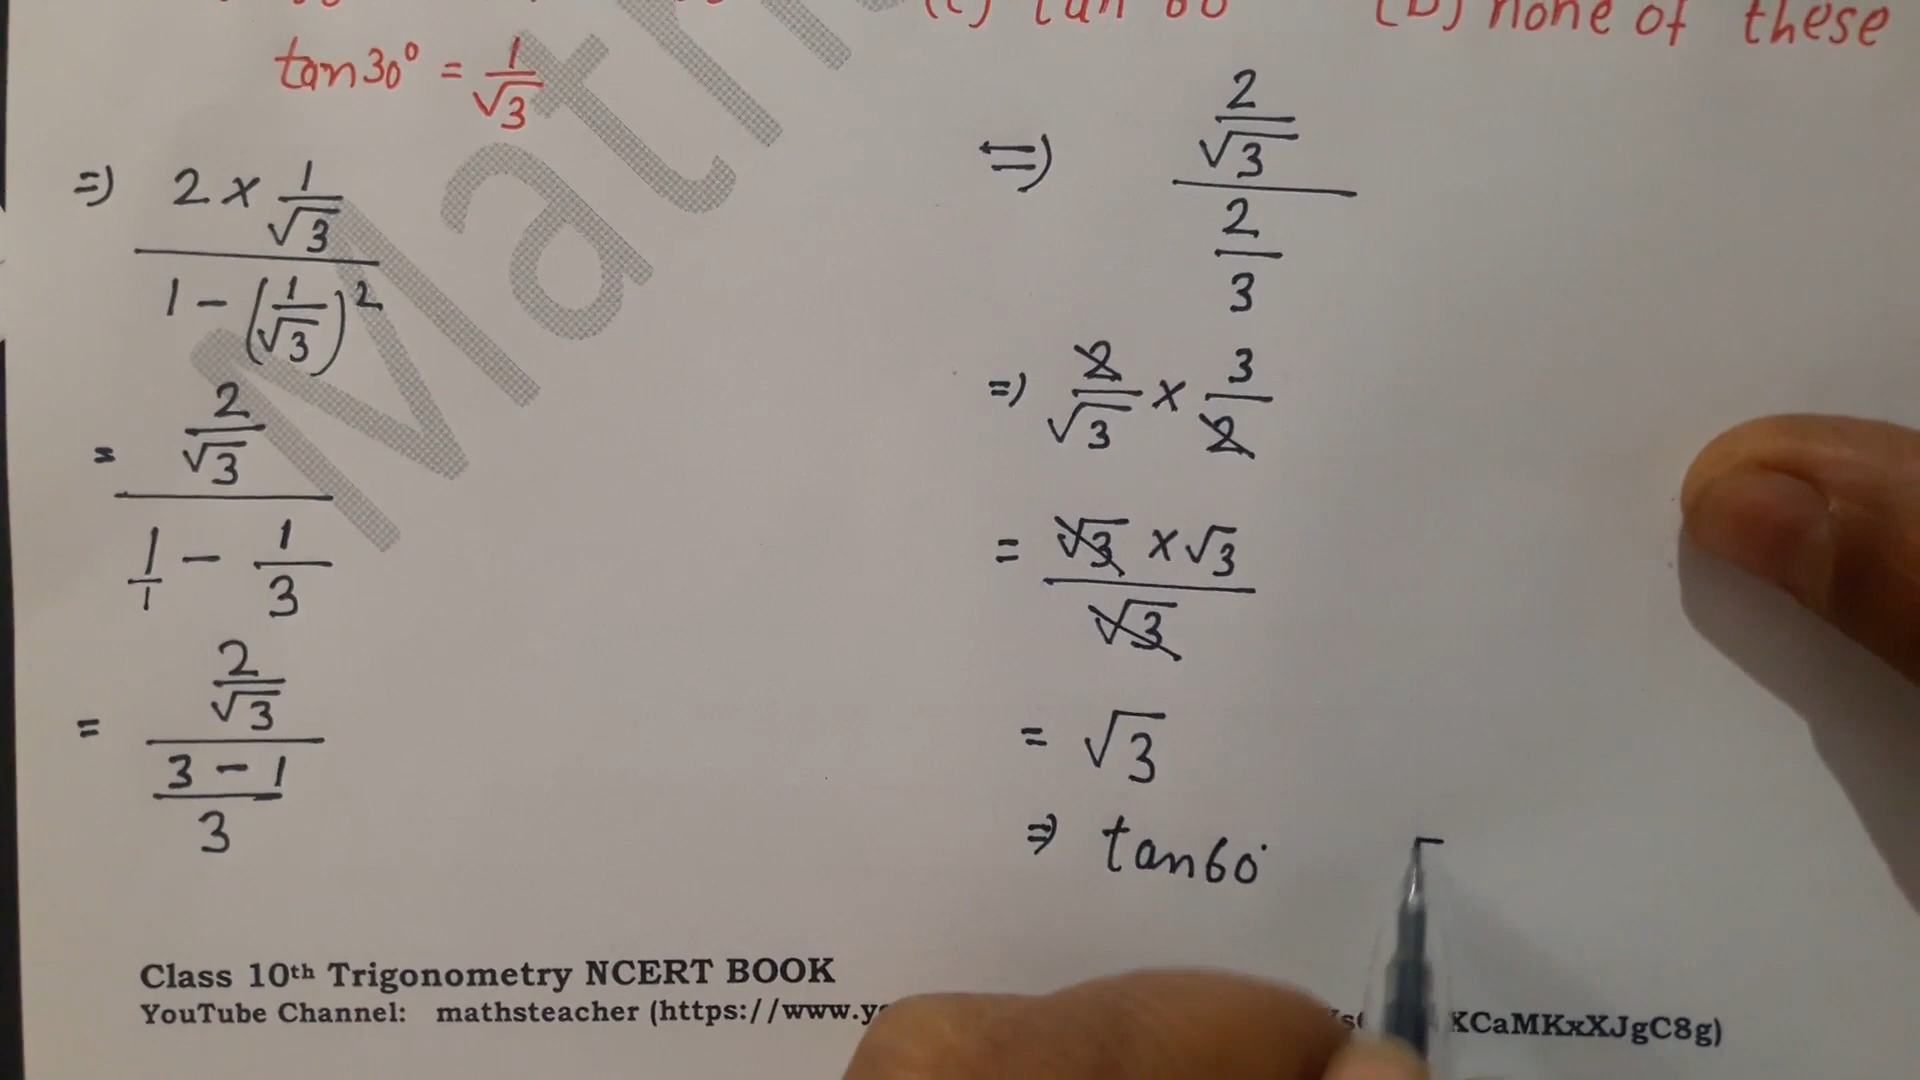 (C) tan 60 (D) none of these
tan30° = 1/√3
=) 2 × 1/√3 / 1 - (1/√3)²
= 2/√3 / 1/1 - 1/3
= 2/√3 / 3 - 1/3
=) 2/√3 / 2/3
=) 2/√3 × 3/2
= √3 × √3 / √3
= √3
=> tan60°
Class 10th Trigonometry NCERT BOOK
YouTube Channel: mathsteacher (https://www.y KCaMKxXJgC8g)
Mat